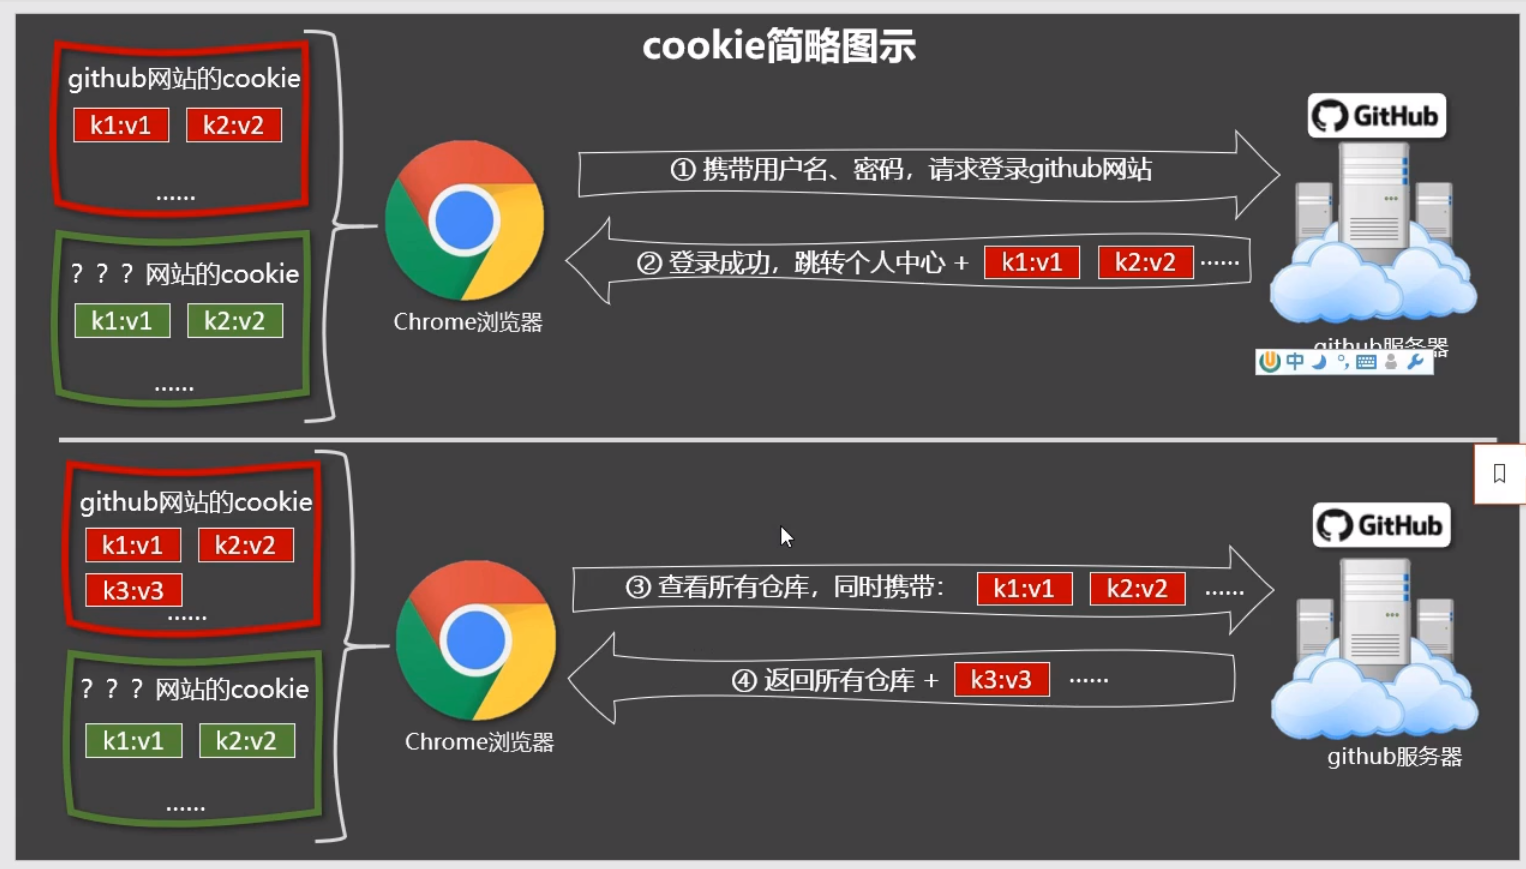 cookie简略图示
github网站的cookie
k1:v1 k2:v2
......
？？？网站的cookie
k1:v1 k2:v2
......
Chrome浏览器
① 携带用户名、密码，请求登录github网站
② 登录成功，跳转个人中心 + k1:v1 k2:v2 ······
GitHub
github服务器
中
github网站的cookie
k1:v1 k2:v2
k3:v3
......
？？？网站的cookie
k1:v1 k2:v2
......
Chrome浏览器
③ 查看所有仓库，同时携带： k1:v1 k2:v2 ······
④ 返回所有仓库 + k3:v3 ······
GitHub
github服务器